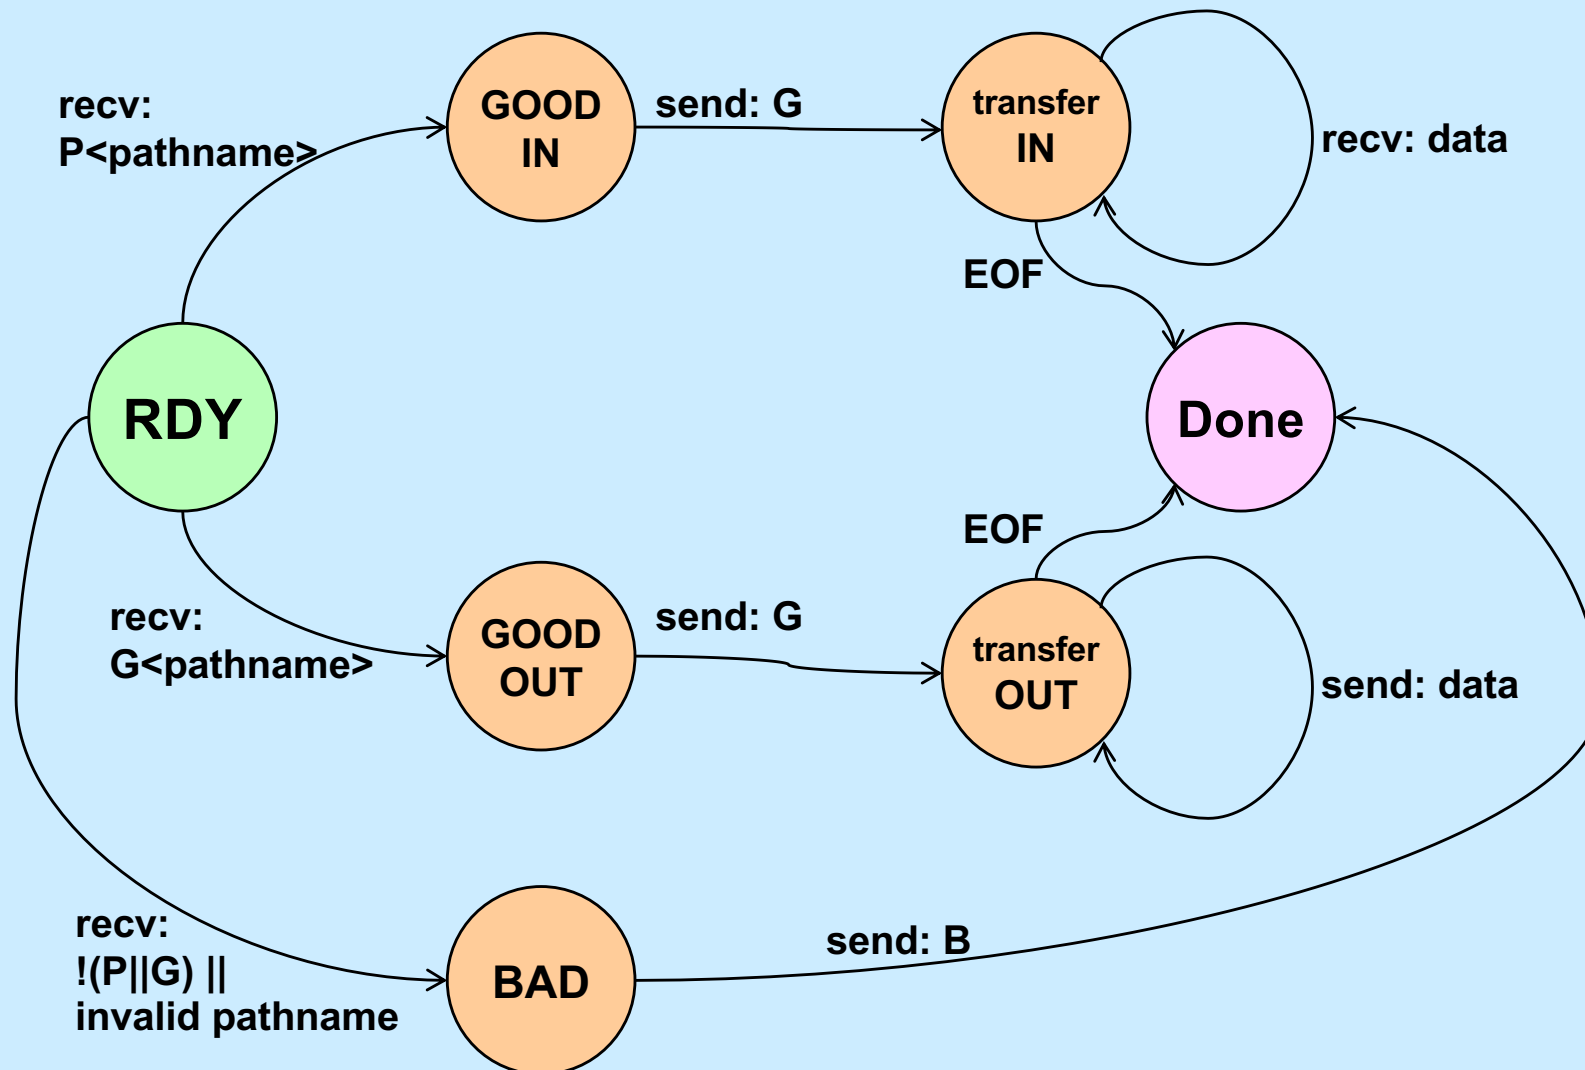 recv:
P<pathname>
GOOD
IN
send: G
transfer
IN
recv: data
EOF
RDY
Done
EOF
recv:
G<pathname>
GOOD
OUT
send: G
transfer
OUT
send: data
recv:
!(P||G) ||
invalid pathname
BAD
send: B